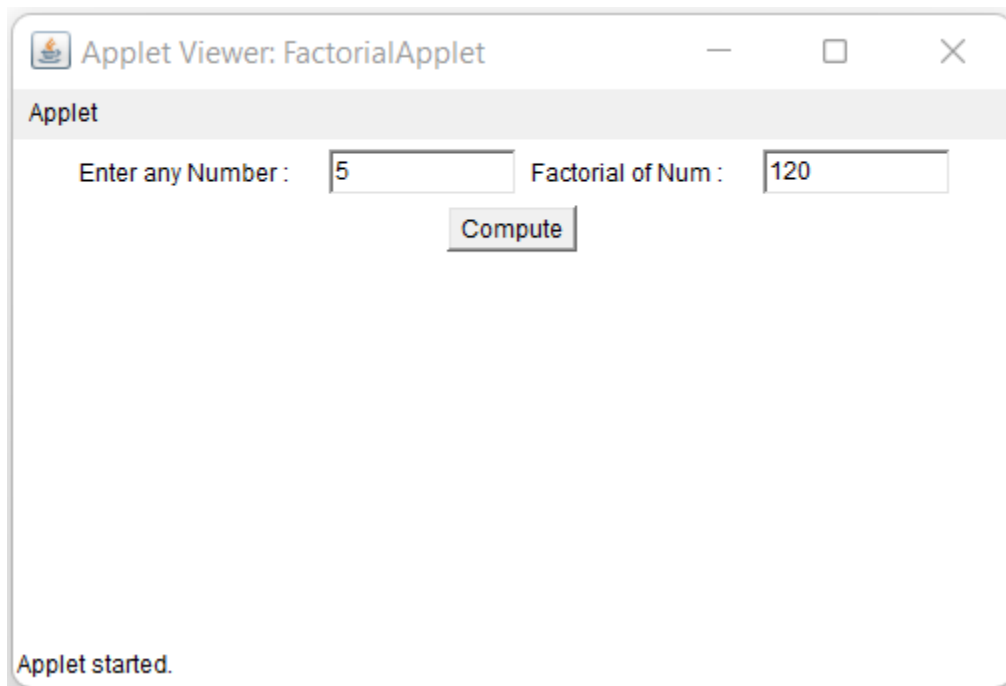 Applet Viewer: FactorialApplet
Applet
Enter any Number : 5 Factorial of Num : 120
Compute
Applet started.